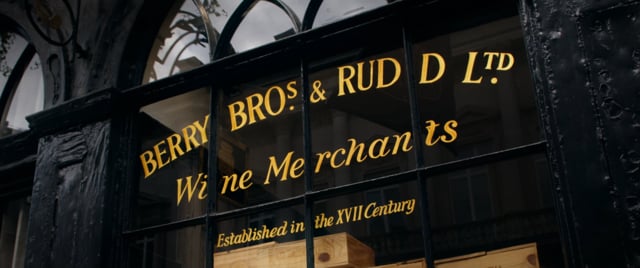 BERRY BROS. & RUDD LTD.
Wine Merchants
Established in the XVII Century